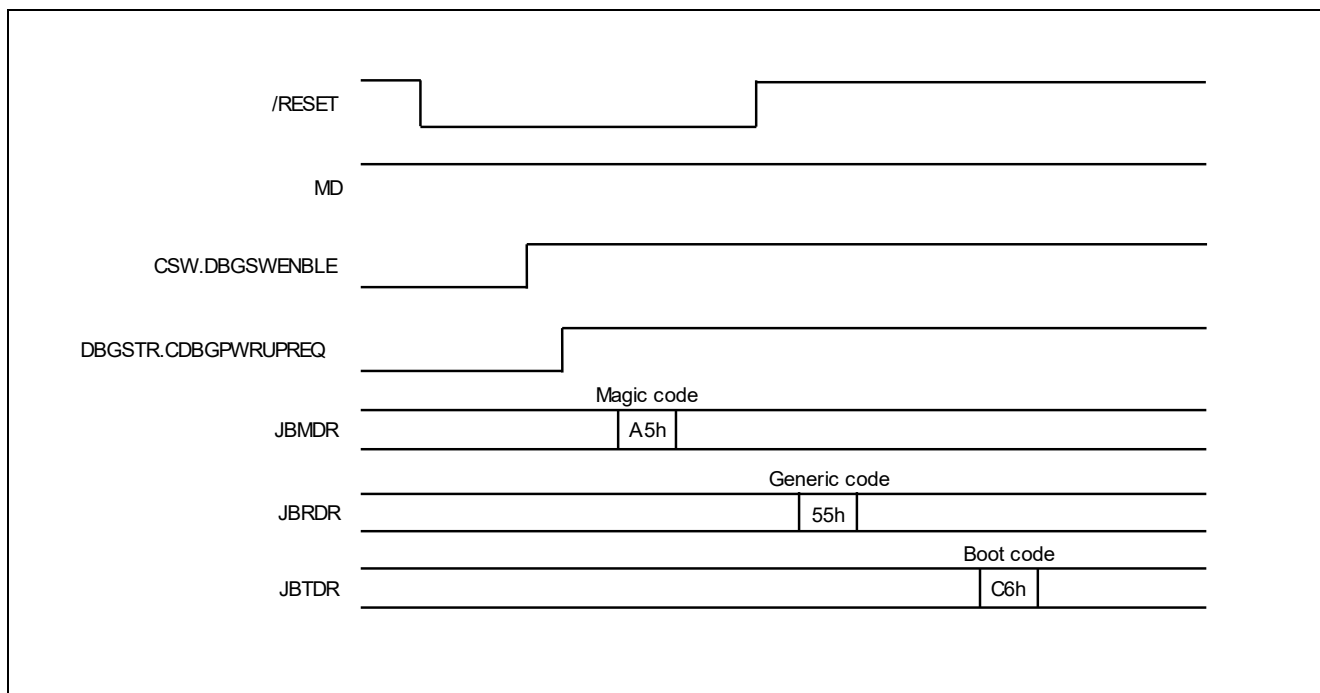 /RESET
MD
CSW.DBGSWENBLE
DBGSTR.CDBGPWRUPREQ
Magic code
JBMDR
A5h
Generic code
JBRDR
55h
Boot code
JBTDR
C6h